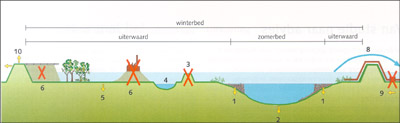 winterbed
uiterwaard zomerbed uiterwaard
10 8
3
6 5 6 4 1 1 9
2